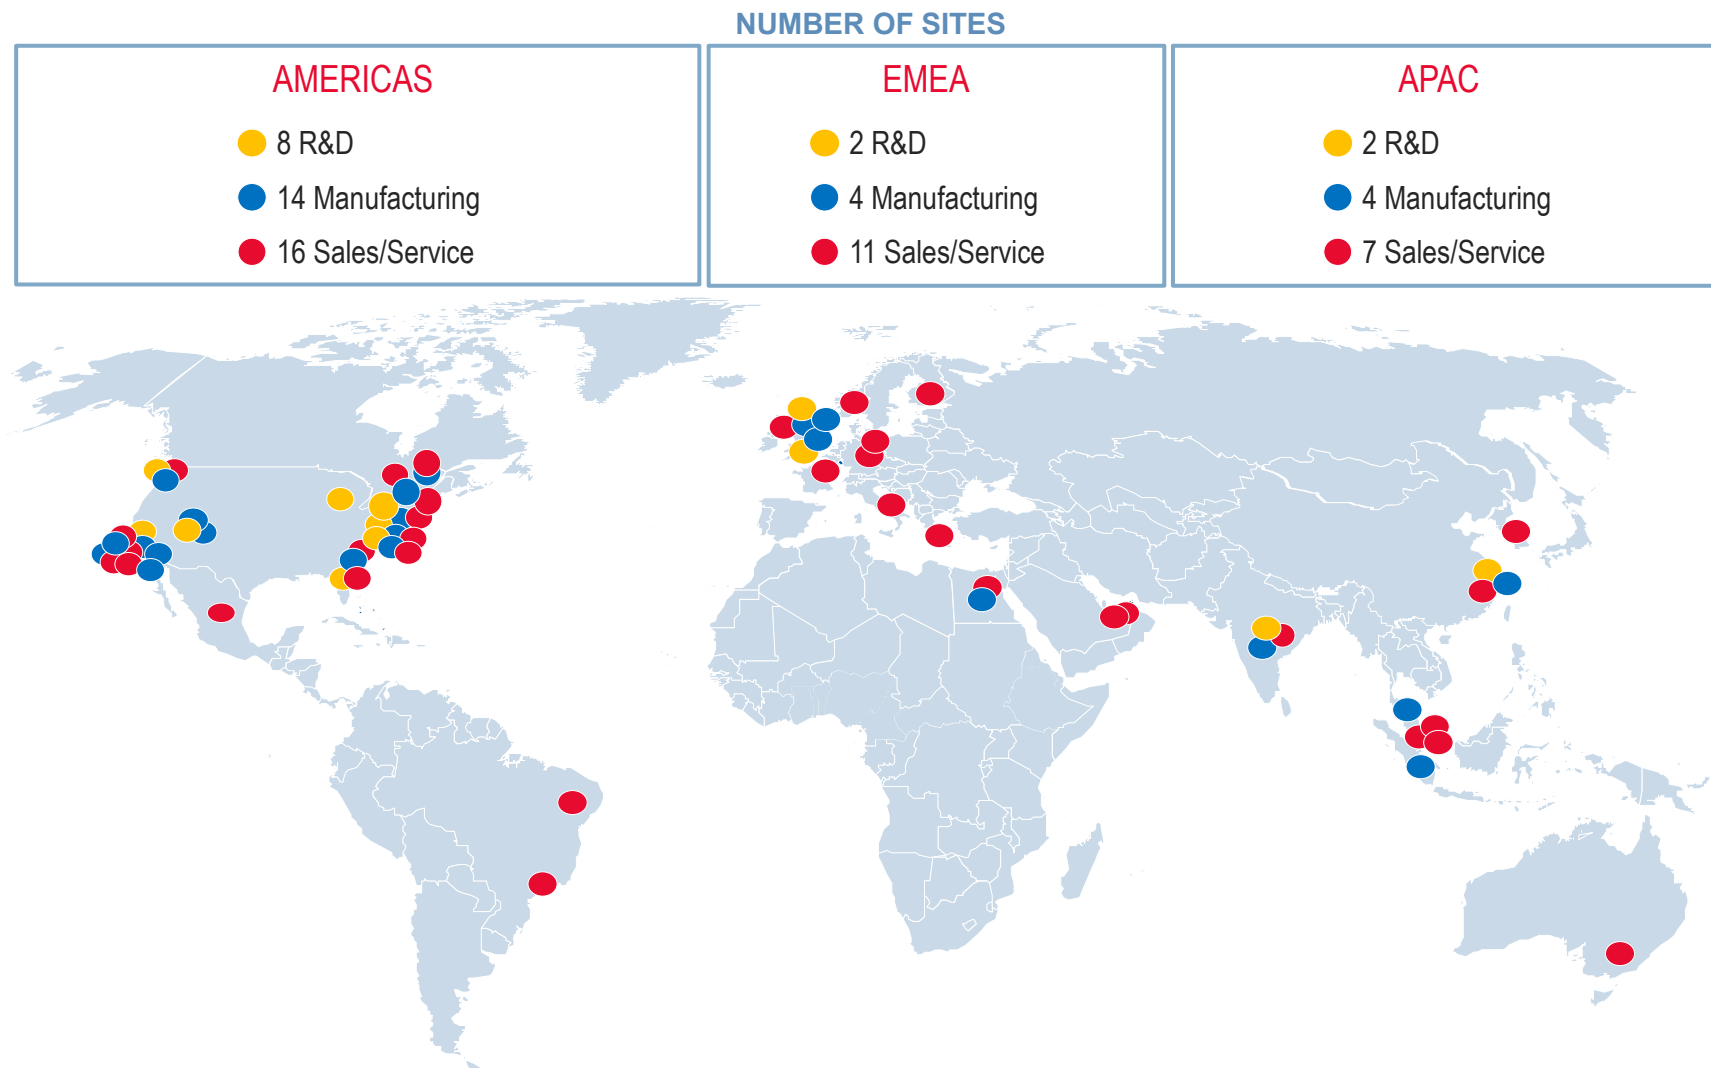 NUMBER OF SITES
AMERICAS
8 R&D
14 Manufacturing
16 Sales/Service
EMEA
2 R&D
4 Manufacturing
11 Sales/Service
APAC
2 R&D
4 Manufacturing
7 Sales/Service